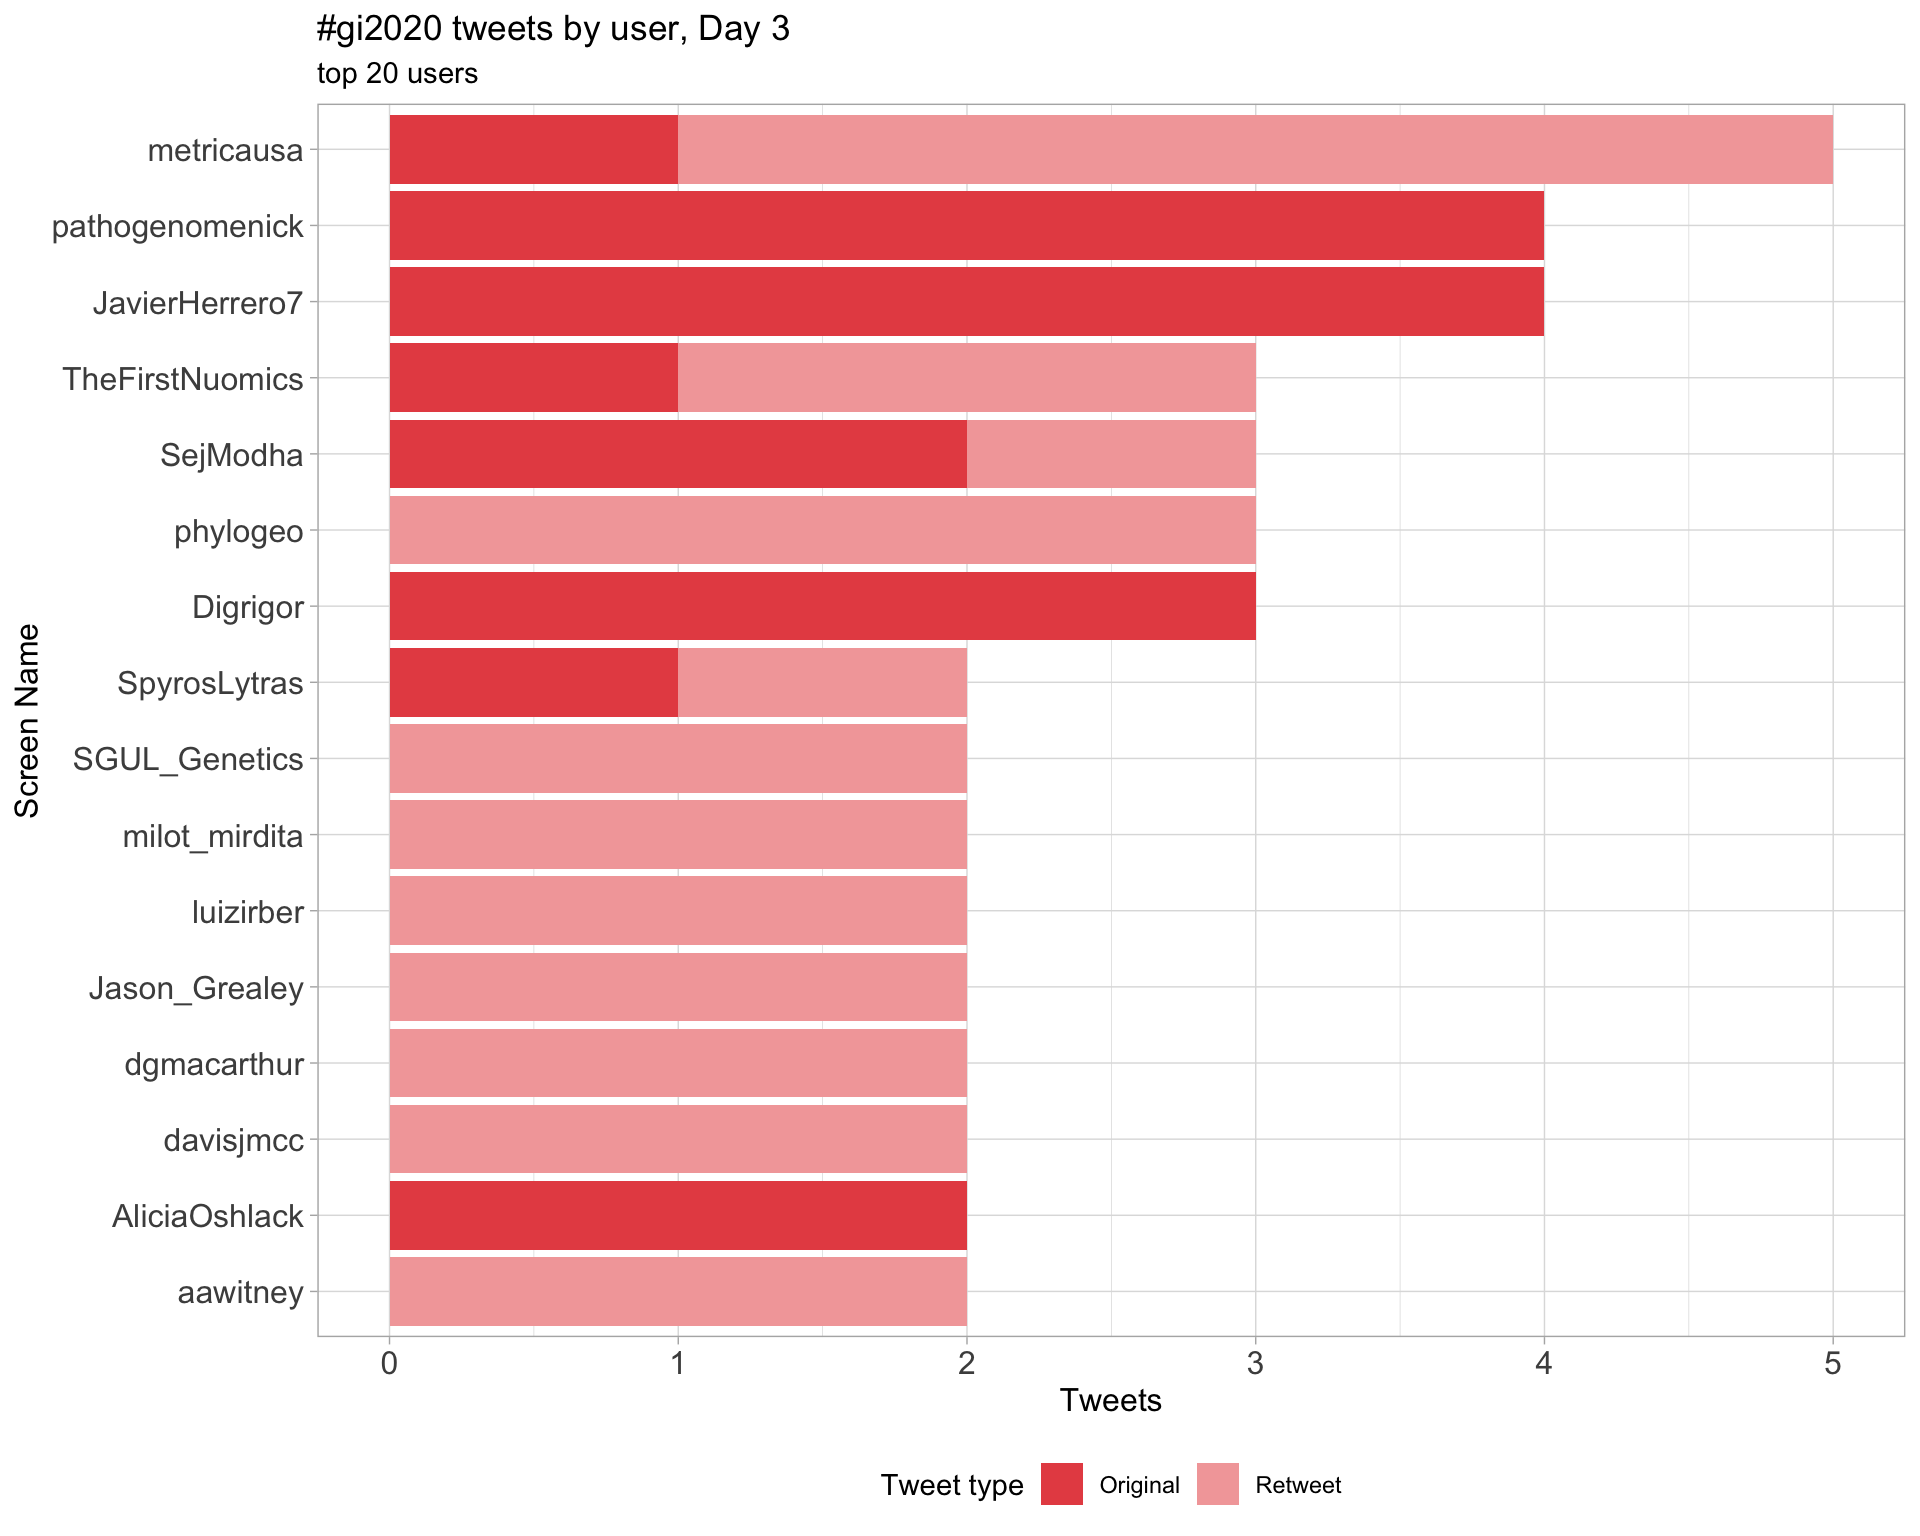 #gi2020 tweets by user, Day 3
top 20 users
Screen Name
metricausa
pathogenomenick
JavierHerrero7
TheFirstNuomics
SejModha
phylogeo
Digrigor
SpyrosLytras
SGUL_Genetics
milot_mirdita
luizirber
Jason_Grealey
dgmacarthur
davisjmcc
AliciaOshlack
aawitney
0 1 2 3 4 5
Tweets
Tweet type Original Retweet